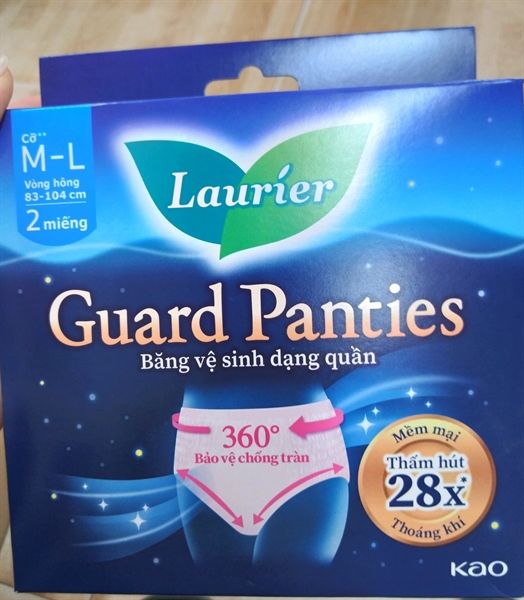 Cỡ**
M-L
Vòng hông
83-104 cm
2 miếng
Laurier
Guard Panties
Băng vệ sinh dạng quần
360°
Bảo vệ chống tràn
Mềm mại
Thấm hút
28x*
Thoáng khí
Kao